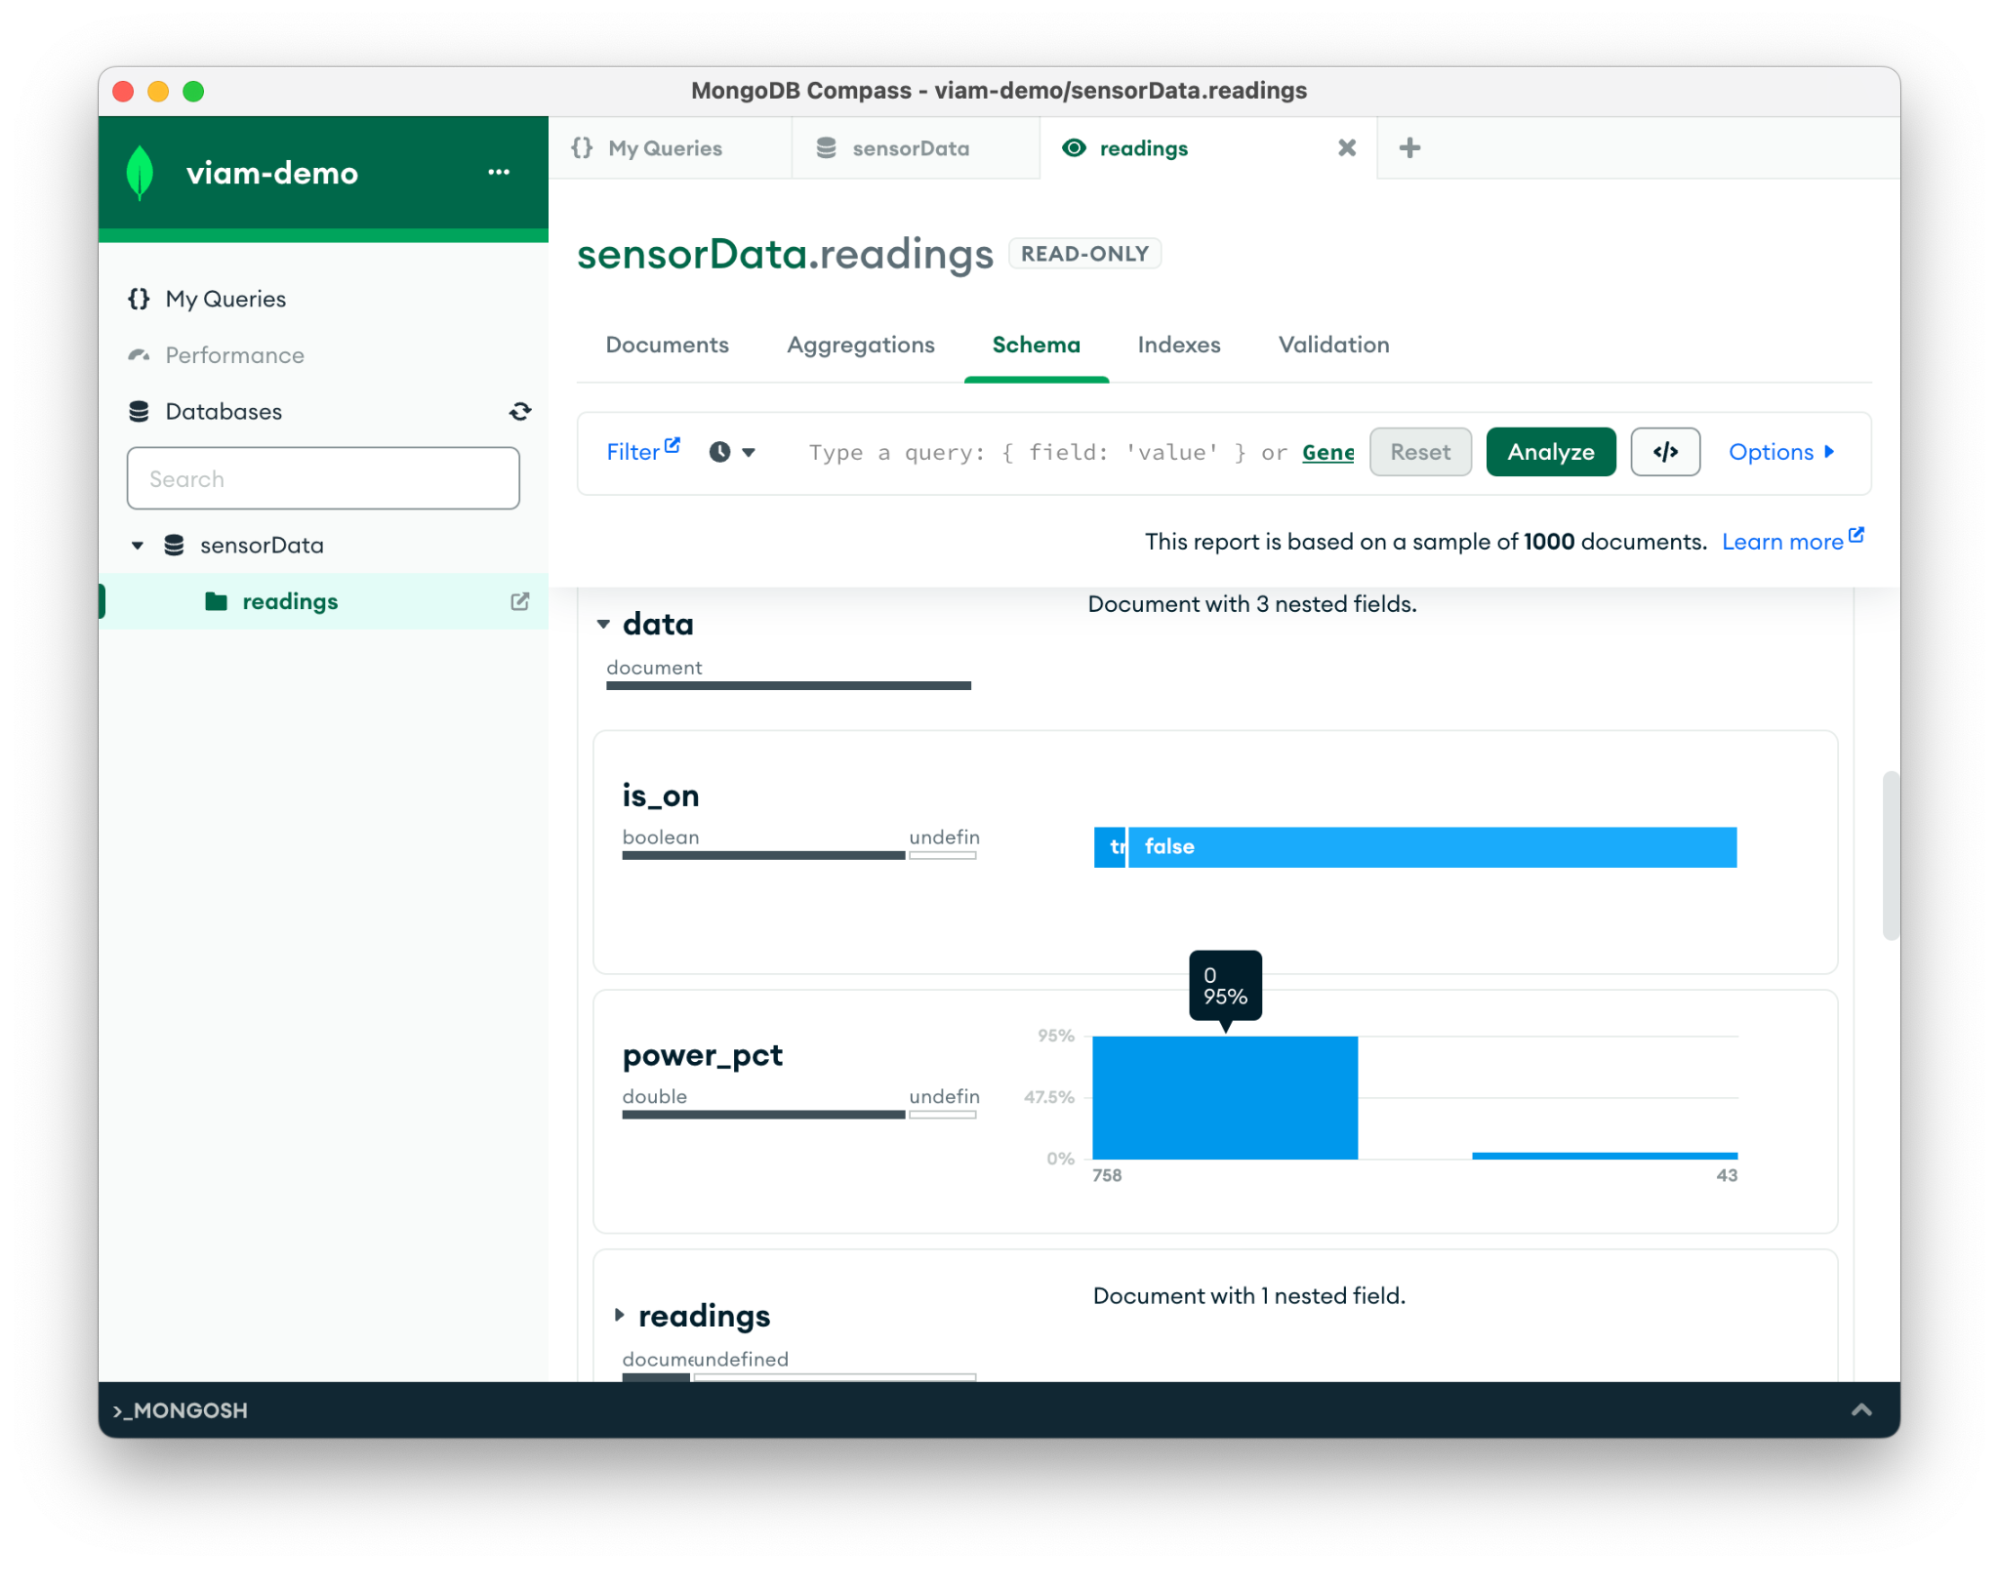 MongoDB Compass - viam-demo/sensorData.readings
viam-demo
My Queries
Performance
Databases
Search
sensorData
readings
{} My Queries
sensorData
readings
sensorData.readings READ-ONLY
Documents Aggregations Schema Indexes Validation
Filter Type a query: { field: 'value' } or Gene Reset Analyze </> Options
This report is based on a sample of 1000 documents. Learn more
data
Document with 3 nested fields.
document
is_on
boolean undefin
tr false
power_pct
double undefin
0
95%
95%
47.5%
0%
758 43
readings
Document with 1 nested field.
docume undefined
>_MONGOSH